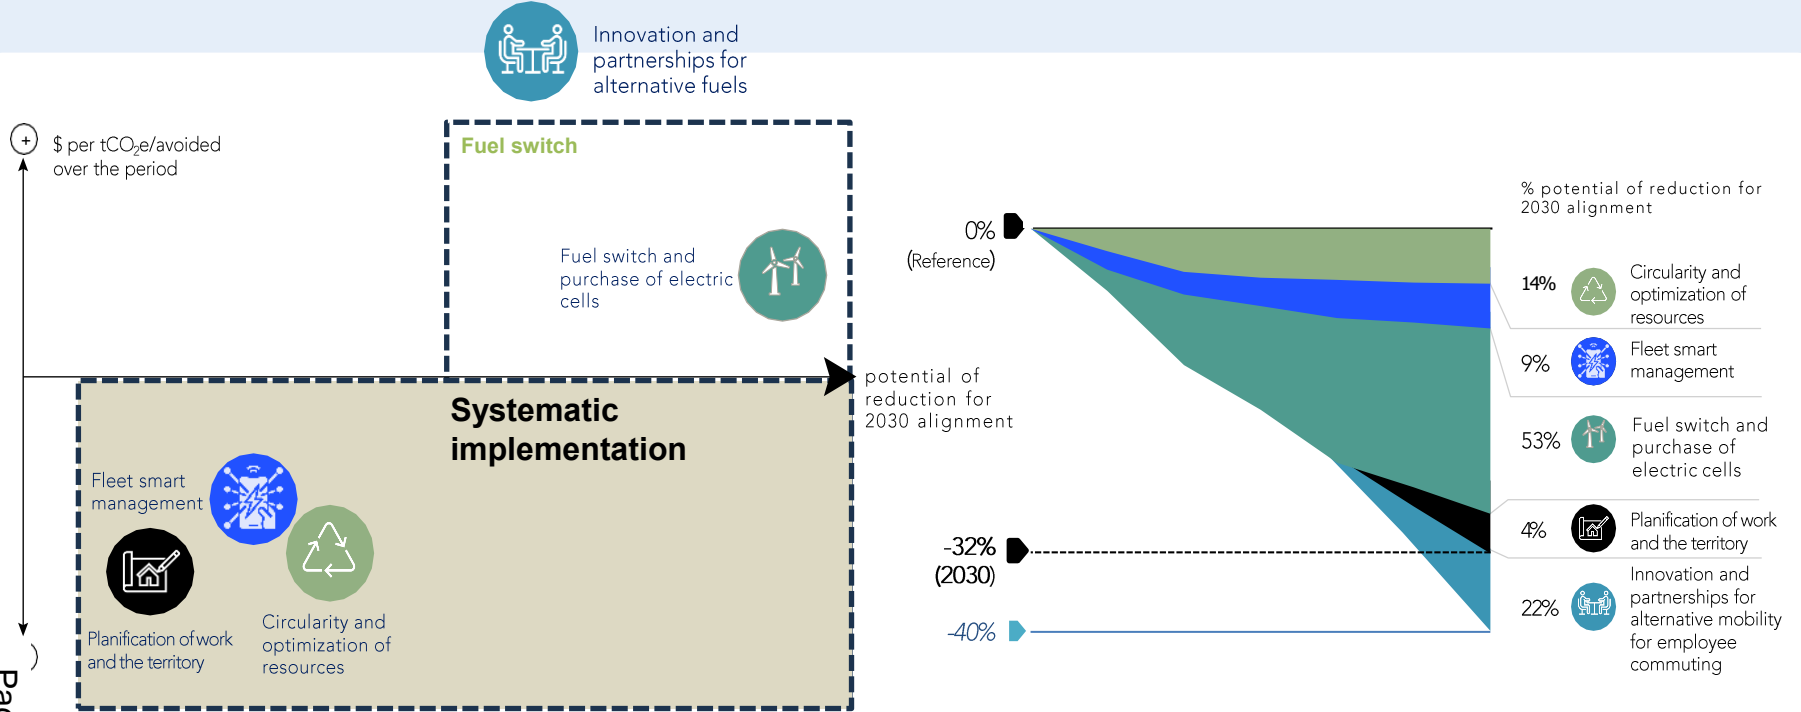 Innovation and
partnerships for
alternative fuels
+
$ per tCO₂e/avoided
over the period
Fuel switch
Fuel switch and
purchase of electric
cells
potential of
reduction for
2030 alignment
Systematic
implementation
Fleet smart
management
Planification of work
and the territory
Circularity and
optimization of
resources
0%
(Reference)
-32%
(2030)
-40%
% potential of reduction for
2030 alignment
14%
Circularity and
optimization of
resources
9%
Fleet smart
management
53%
Fuel switch and
purchase of
electric cells
4%
Planification of work
and the territory
22%
Innovation and
partnerships for
alternative mobility
for employee
commuting